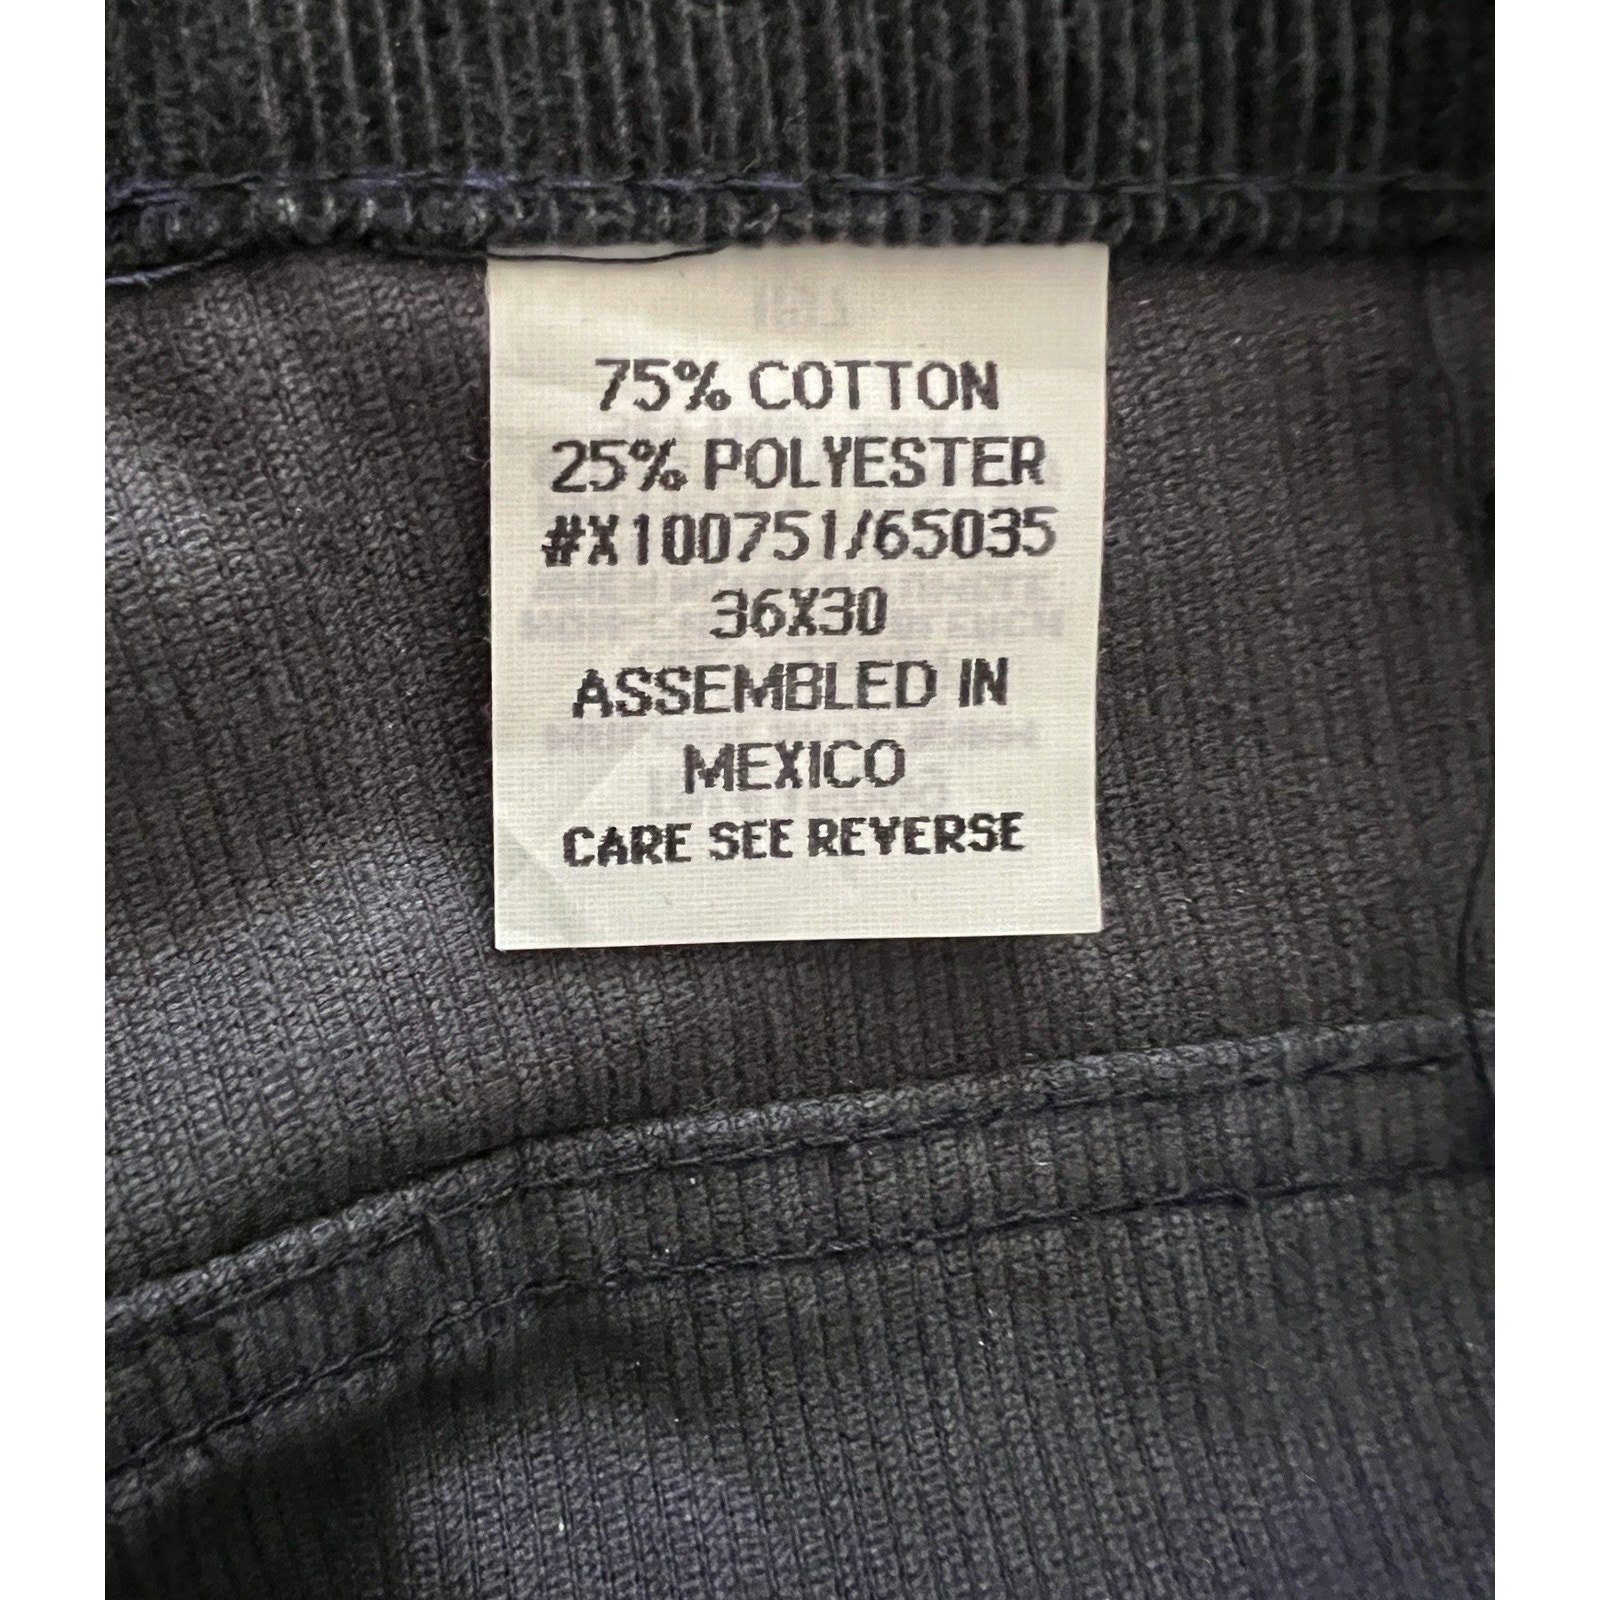 75% COTTON
25% POLYESTER
#X100751/65035
36X30
ASSEMBLED IN
MEXICO
CARE SEE REVERSE